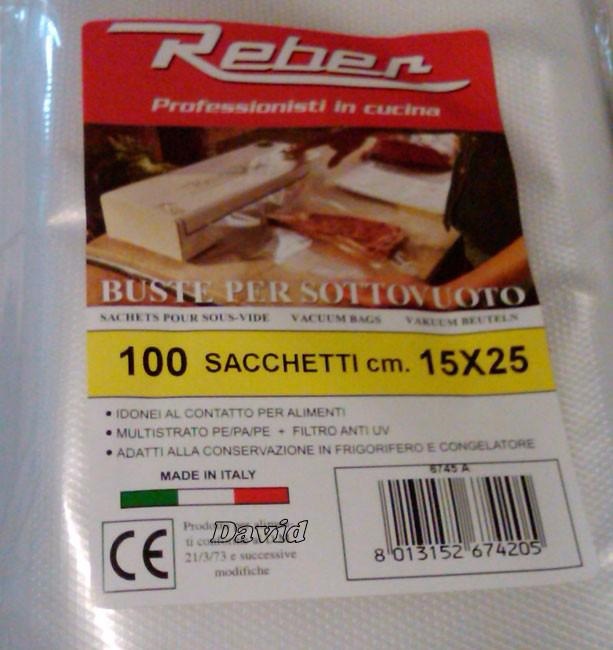 Reber
Professionisti in cucina
BUSTE PER SOTTOVUOTO
SACHETS POUR SOUS-VIDE VACUUM BAGS VAKUUM BEUTELN
100 SACCHETTI cm. 15X25
• IDONEI AL CONTATTO PER ALIMENTI
• MULTISTRATO PE/PA/PE + FILTRO ANTI UV
• ADATTI ALLA CONSERVAZIONE IN FRIGORIFERO E CONGELATORE
MADE IN ITALY
6745 A
8 013152 674205
CE
David
ti
21/3/73 e successive
modifiche